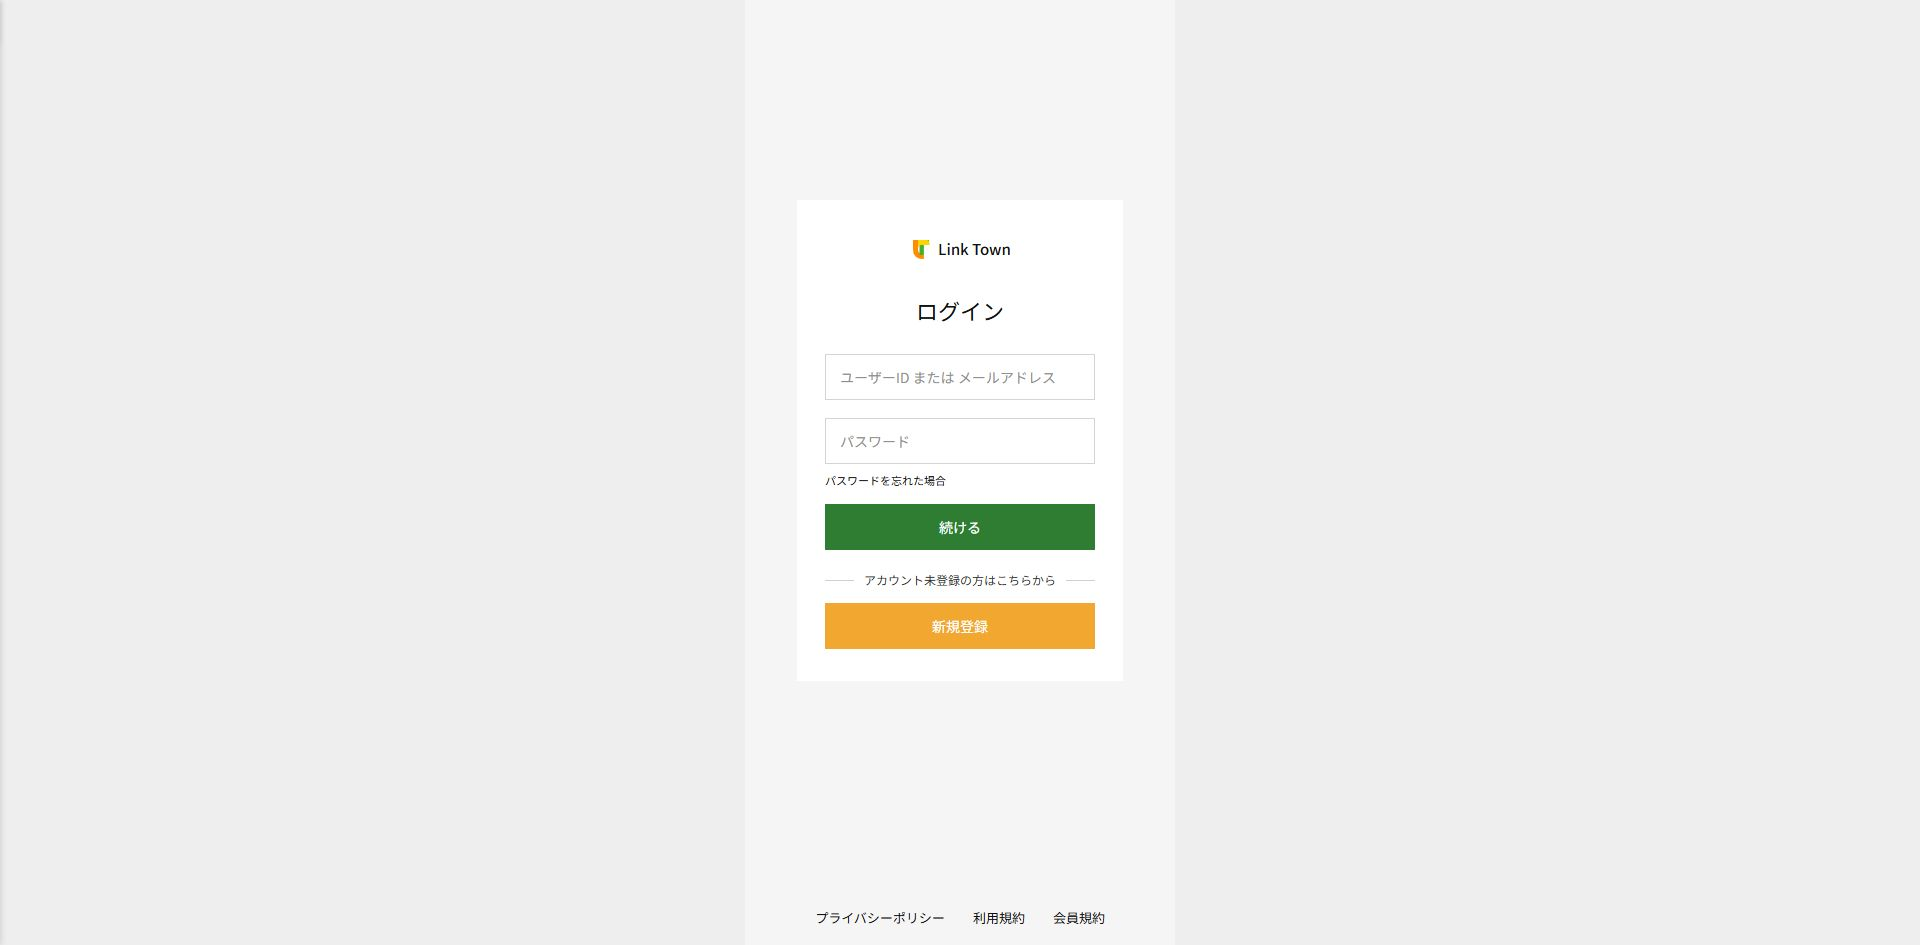 Link Town
ログイン
ユーザーID または メールアドレス
パスワード
パスワードを忘れた場合
続ける
アカウント未登録の方はこちらから
新規登録
プライバシーポリシー 利用規約 会員規約